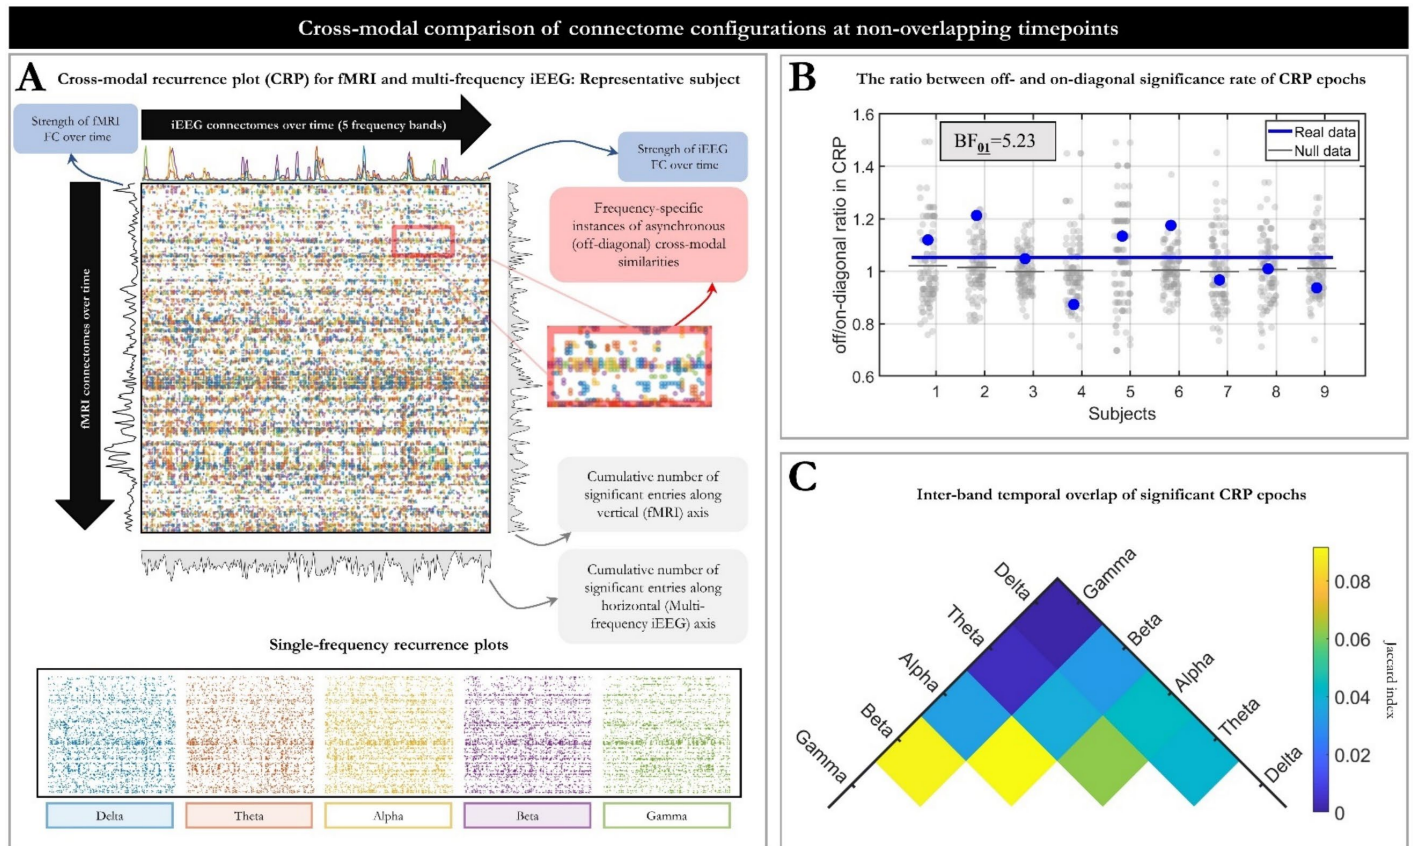 Cross-modal comparison of connectome configurations at non-overlapping timepoints
A
Cross-modal recurrence plot (CRP) for fMRI and multi-frequency iEEG: Representative subject
Strength of fMRI
FC over time
iEEG connectomes over time (5 frequency bands)
Strength of iEEG
FC over time
fMRI connectomes over time
Frequency-specific
instances of asynchronous
(off-diagonal) cross-modal
similarities
Cumulative number of
significant entries along
vertical (fMRI) axis
Cumulative number of
significant entries along
horizontal (Multi-
frequency iEEG) axis
Single-frequency recurrence plots
Delta
Theta
Alpha
Beta
Gamma
B
The ratio between off- and on-diagonal significance rate of CRP epochs
BF01=5.23
Real data
Null data
off/on-diagonal ratio in CRP
1.6
1.4
1.2
1
0.8
0.6
1
2
3
4
5
6
7
8
9
Subjects
C
Inter-band temporal overlap of significant CRP epochs
Delta
Theta
Alpha
Beta
Gamma
Gamma
Beta
Alpha
Theta
Delta
0.08
0.06
0.04
0.02
0
Jaccard index